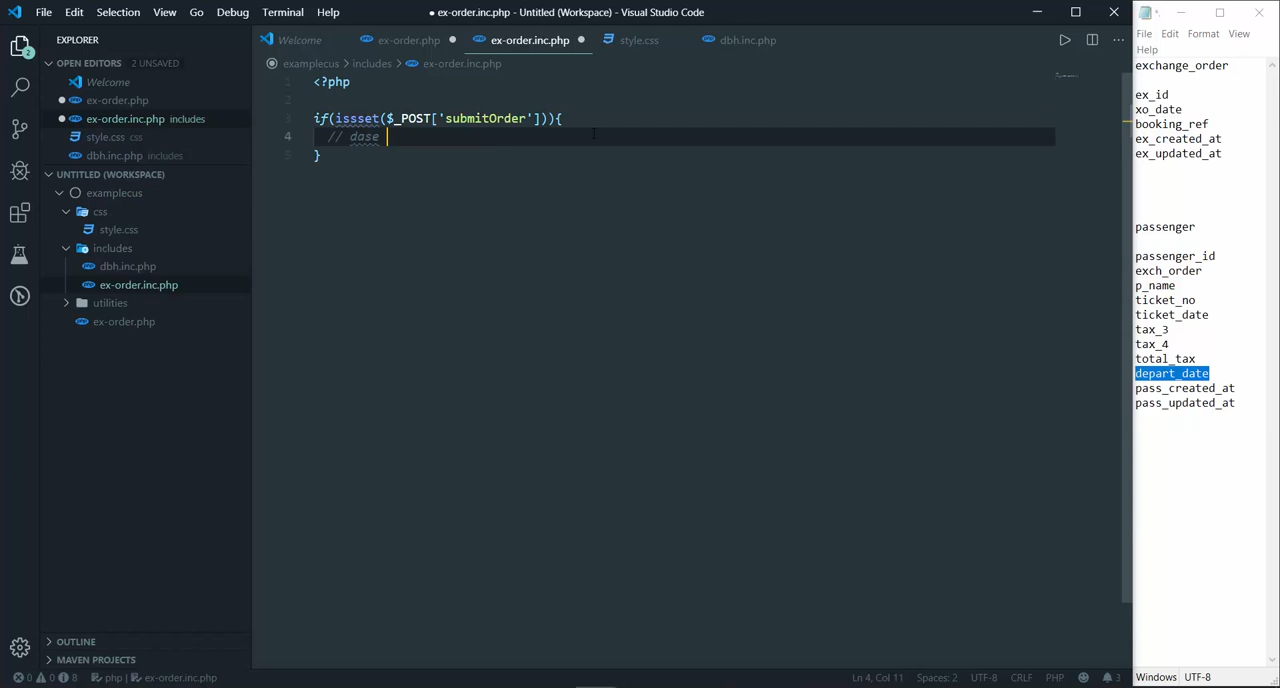 File Edit Selection View Go Debug Terminal Help
● ex-order.inc.php - Untitled (Workspace) - Visual Studio Code
EXPLORER
OPEN EDITORS 2 UNSAVED
Welcome
ex-order.php
ex-order.inc.php includes
style.css css
dbh.inc.php includes
UNTITLED (WORKSPACE)
examplecus
css
style.css
includes
dbh.inc.php
ex-order.inc.php
utilities
ex-order.php
OUTLINE
MAVEN PROJECTS
2
Welcome ex-order.php ex-order.inc.php style.css dbh.inc.php
examplecus > includes > ex-order.inc.php
1 <?php
2
3 if(issset($_POST['submitOrder'])){
4 // dase
5 }
0 0 8 php | ex-order.inc.php
Ln 4, Col 11 Spaces: 2 UTF-8 CRLF PHP 3
File Edit Format View
Help
exchange_order
ex_id
xo_date
booking_ref
ex_created_at
ex_updated_at
passenger
passenger_id
exch_order
p_name
ticket_no
ticket_date
tax_3
tax_4
total_tax
depart_date
pass_created_at
pass_updated_at
Windows UTF-8